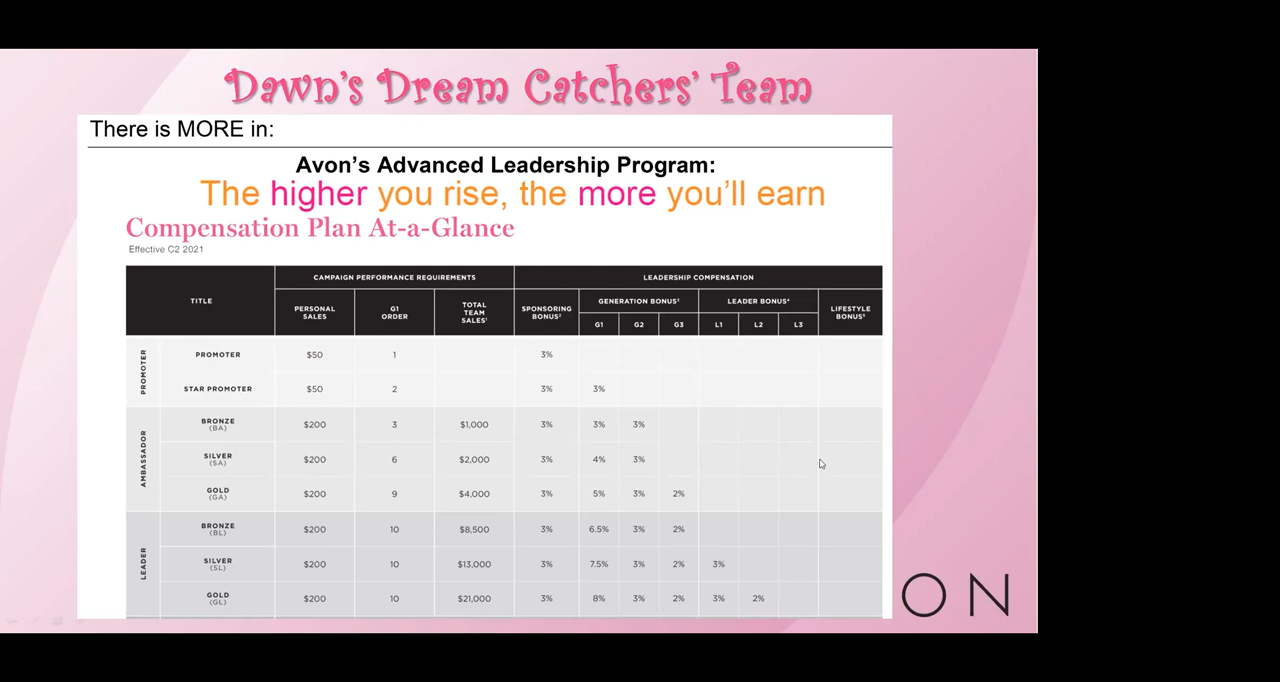 Dawn's Dream Catchers' Team
There is MORE in:
Avon's Advanced Leadership Program:
The higher you rise, the more you'll earn
Compensation Plan At-a-Glance
Effective C2 2021
TITLE CAMPAIGN PERFORMANCE REQUIREMENTS LEADERSHIP COMPENSATION
PERSONAL SALES G1 ORDER TOTAL TEAM SALES¹ SPONSORING BONUS² GENERATION BONUS³ LEADER BONUS⁴ LIFESTYLE BONUS⁵
G1 G2 G3 L1 L2 L3
PROMOTER
PROMOTER $50 1 3%
STAR PROMOTER $50 2 3% 3%
AMBASSADOR
BRONZE (BA) $200 3 $1,000 3% 3% 3%
SILVER (SA) $200 6 $2,000 3% 4% 3%
GOLD (GA) $200 9 $4,000 3% 5% 3% 2%
LEADER
BRONZE (BL) $200 10 $8,500 3% 6.5% 3% 2%
SILVER (SL) $200 10 $13,000 3% 7.5% 3% 2% 3%
GOLD (GL) $200 10 $21,000 3% 8% 3% 2% 3% 2%
ON